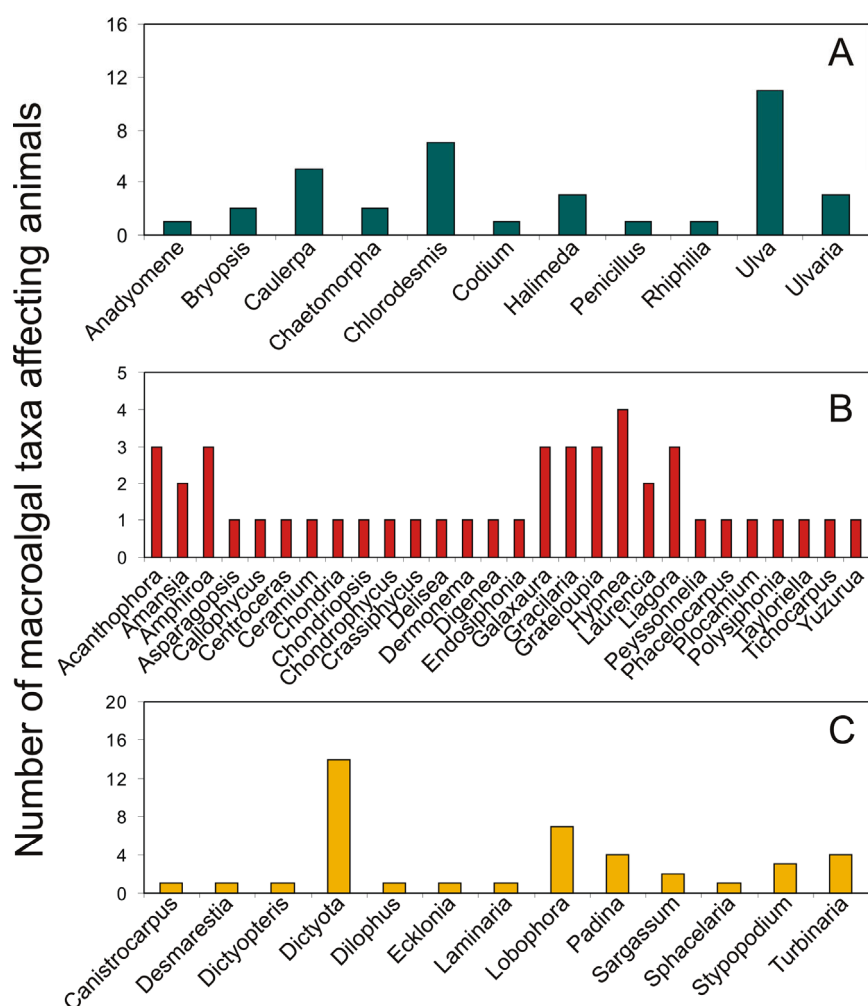 Number of macroalgal taxa affecting animals
A
16
12
8
4
0
Anadyomene
Bryopsis
Caulerpa
Chaetomorpha
Chlorodesmis
Codium
Halimeda
Penicillus
Rhiphilia
Ulva
Ulvaria
B
5
4
3
2
1
0
Acanthophora
Amansia
Amphiroa
Asparagopsis
Callophycus
Centroceras
Ceramium
Chondria
Chondriopsis
Chondrophycus
Crassiphycus
Delisea
Dermonema
Digenea
Endosiphonia
Galaxaura
Gracilaria
Grateloupia
Hypnea
Laurencia
Liagora
Peyssonnelia
Phacelocarpus
Plocamium
Polysiphonia
Tayloriella
Tichocarpus
Yuzurua
C
20
16
12
8
4
0
Canistrocarpus
Desmarestia
Dictyopteris
Dictyota
Dilophus
Ecklonia
Laminaria
Lobophora
Padina
Sargassum
Sphacelaria
Stypopodium
Turbinaria